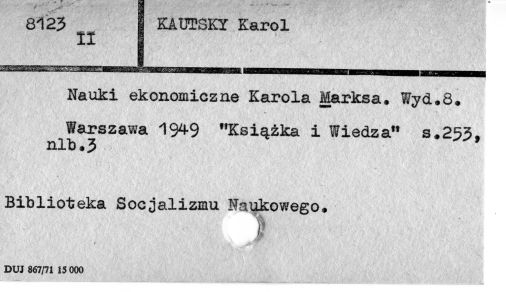 8123
II
KAUTSKY Karol
Nauki ekonomiczne Karola Marksa. Wyd.8.
Warszawa 1949 "Książka i Wiedza" s.253,
nlb.3
Biblioteka Socjalizmu Naukowego.
DUJ 867/71 15 000